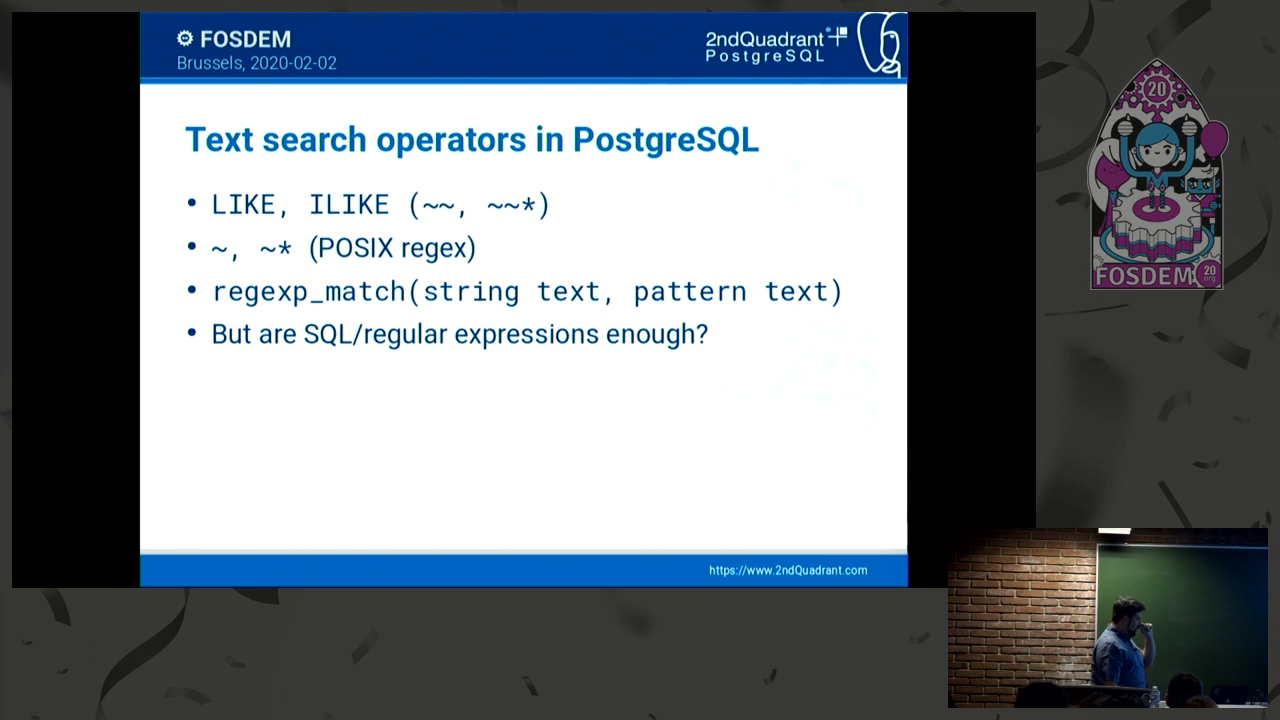 FOSDEM
Brussels, 2020-02-02
2ndQuadrant
PostgreSQL
Text search operators in PostgreSQL
• LIKE, ILIKE (~~, ~~*)
• ~, ~* (POSIX regex)
• regexp_match(string text, pattern text)
• But are SQL/regular expressions enough?
https://www.2ndQuadrant.com
20
FOSDEM
20
.org